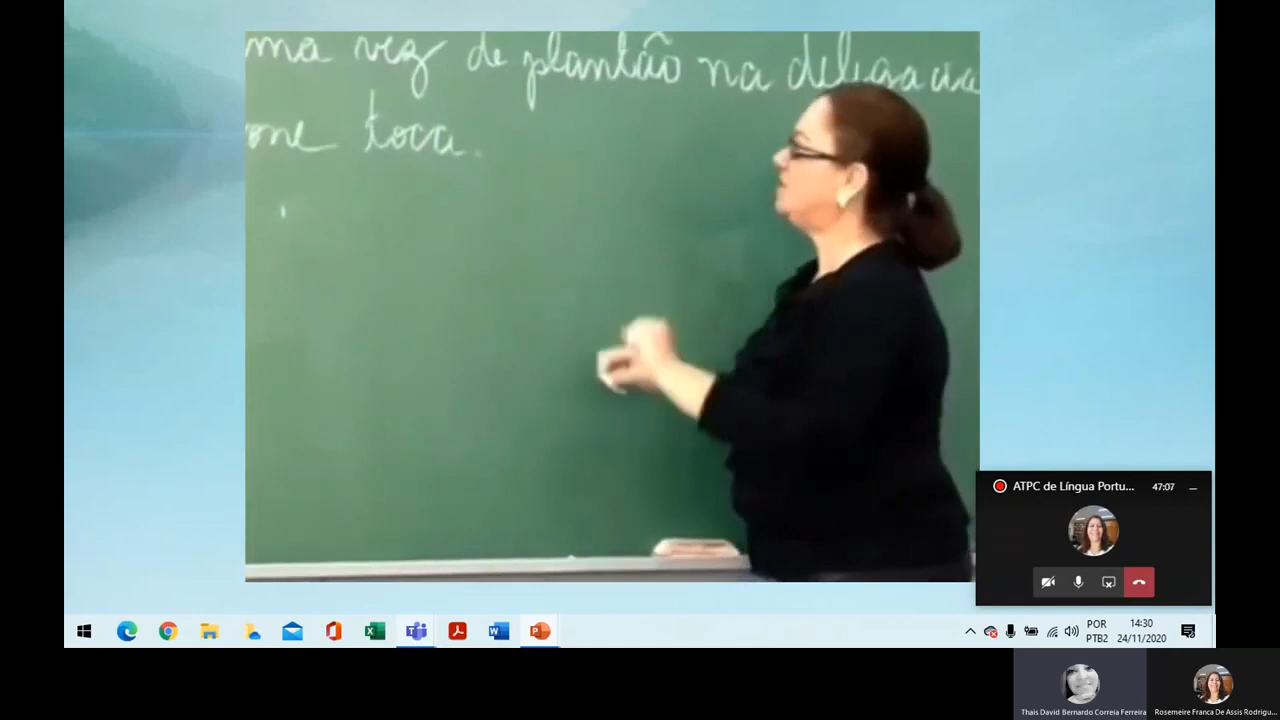 ma vez de plantão na delegacia
one toca.
ATPC de Língua Portu... 47:07
POR 14:30
PTB2 24/11/2020
Thais David Bernardo Correia Ferreira Rosemeire Franca De Assis Rodrigu...